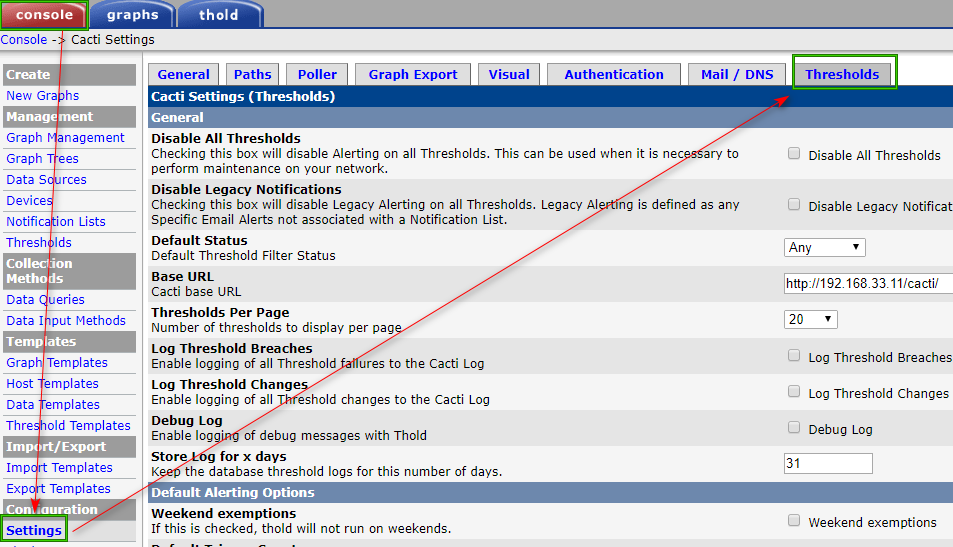 console graphs thold
Console -> Cacti Settings
Create
New Graphs
Management
Graph Management
Graph Trees
Data Sources
Devices
Notification Lists
Thresholds
Collection
Methods
Data Queries
Data Input Methods
Templates
Graph Templates
Host Templates
Data Templates
Threshold Templates
Import/Export
Import Templates
Export Templates
Configuration
Settings
General Paths Poller Graph Export Visual Authentication Mail / DNS Thresholds
Cacti Settings (Thresholds)
General
Disable All Thresholds
Checking this box will disable Alerting on all Thresholds. This can be used when it is necessary to
perform maintenance on your network.
Disable All Thresholds
Disable Legacy Notifications
Checking this box will disable Legacy Alerting on all Thresholds. Legacy Alerting is defined as any
Specific Email Alerts not associated with a Notification List.
Disable Legacy Notificat
Default Status
Default Threshold Filter Status
Any
Base URL
Cacti base URL
http://192.168.33.11/cacti/
Thresholds Per Page
Number of thresholds to display per page
20
Log Threshold Breaches
Enable logging of all Threshold failures to the Cacti Log
Log Threshold Breaches
Log Threshold Changes
Enable logging of all Threshold changes to the Cacti Log
Log Threshold Changes
Debug Log
Enable logging of debug messages with Thold
Debug Log
Store Log for x days
Keep the database threshold logs for this number of days.
31
Default Alerting Options
Weekend exemptions
If this is checked, thold will not run on weekends.
Weekend exemptions